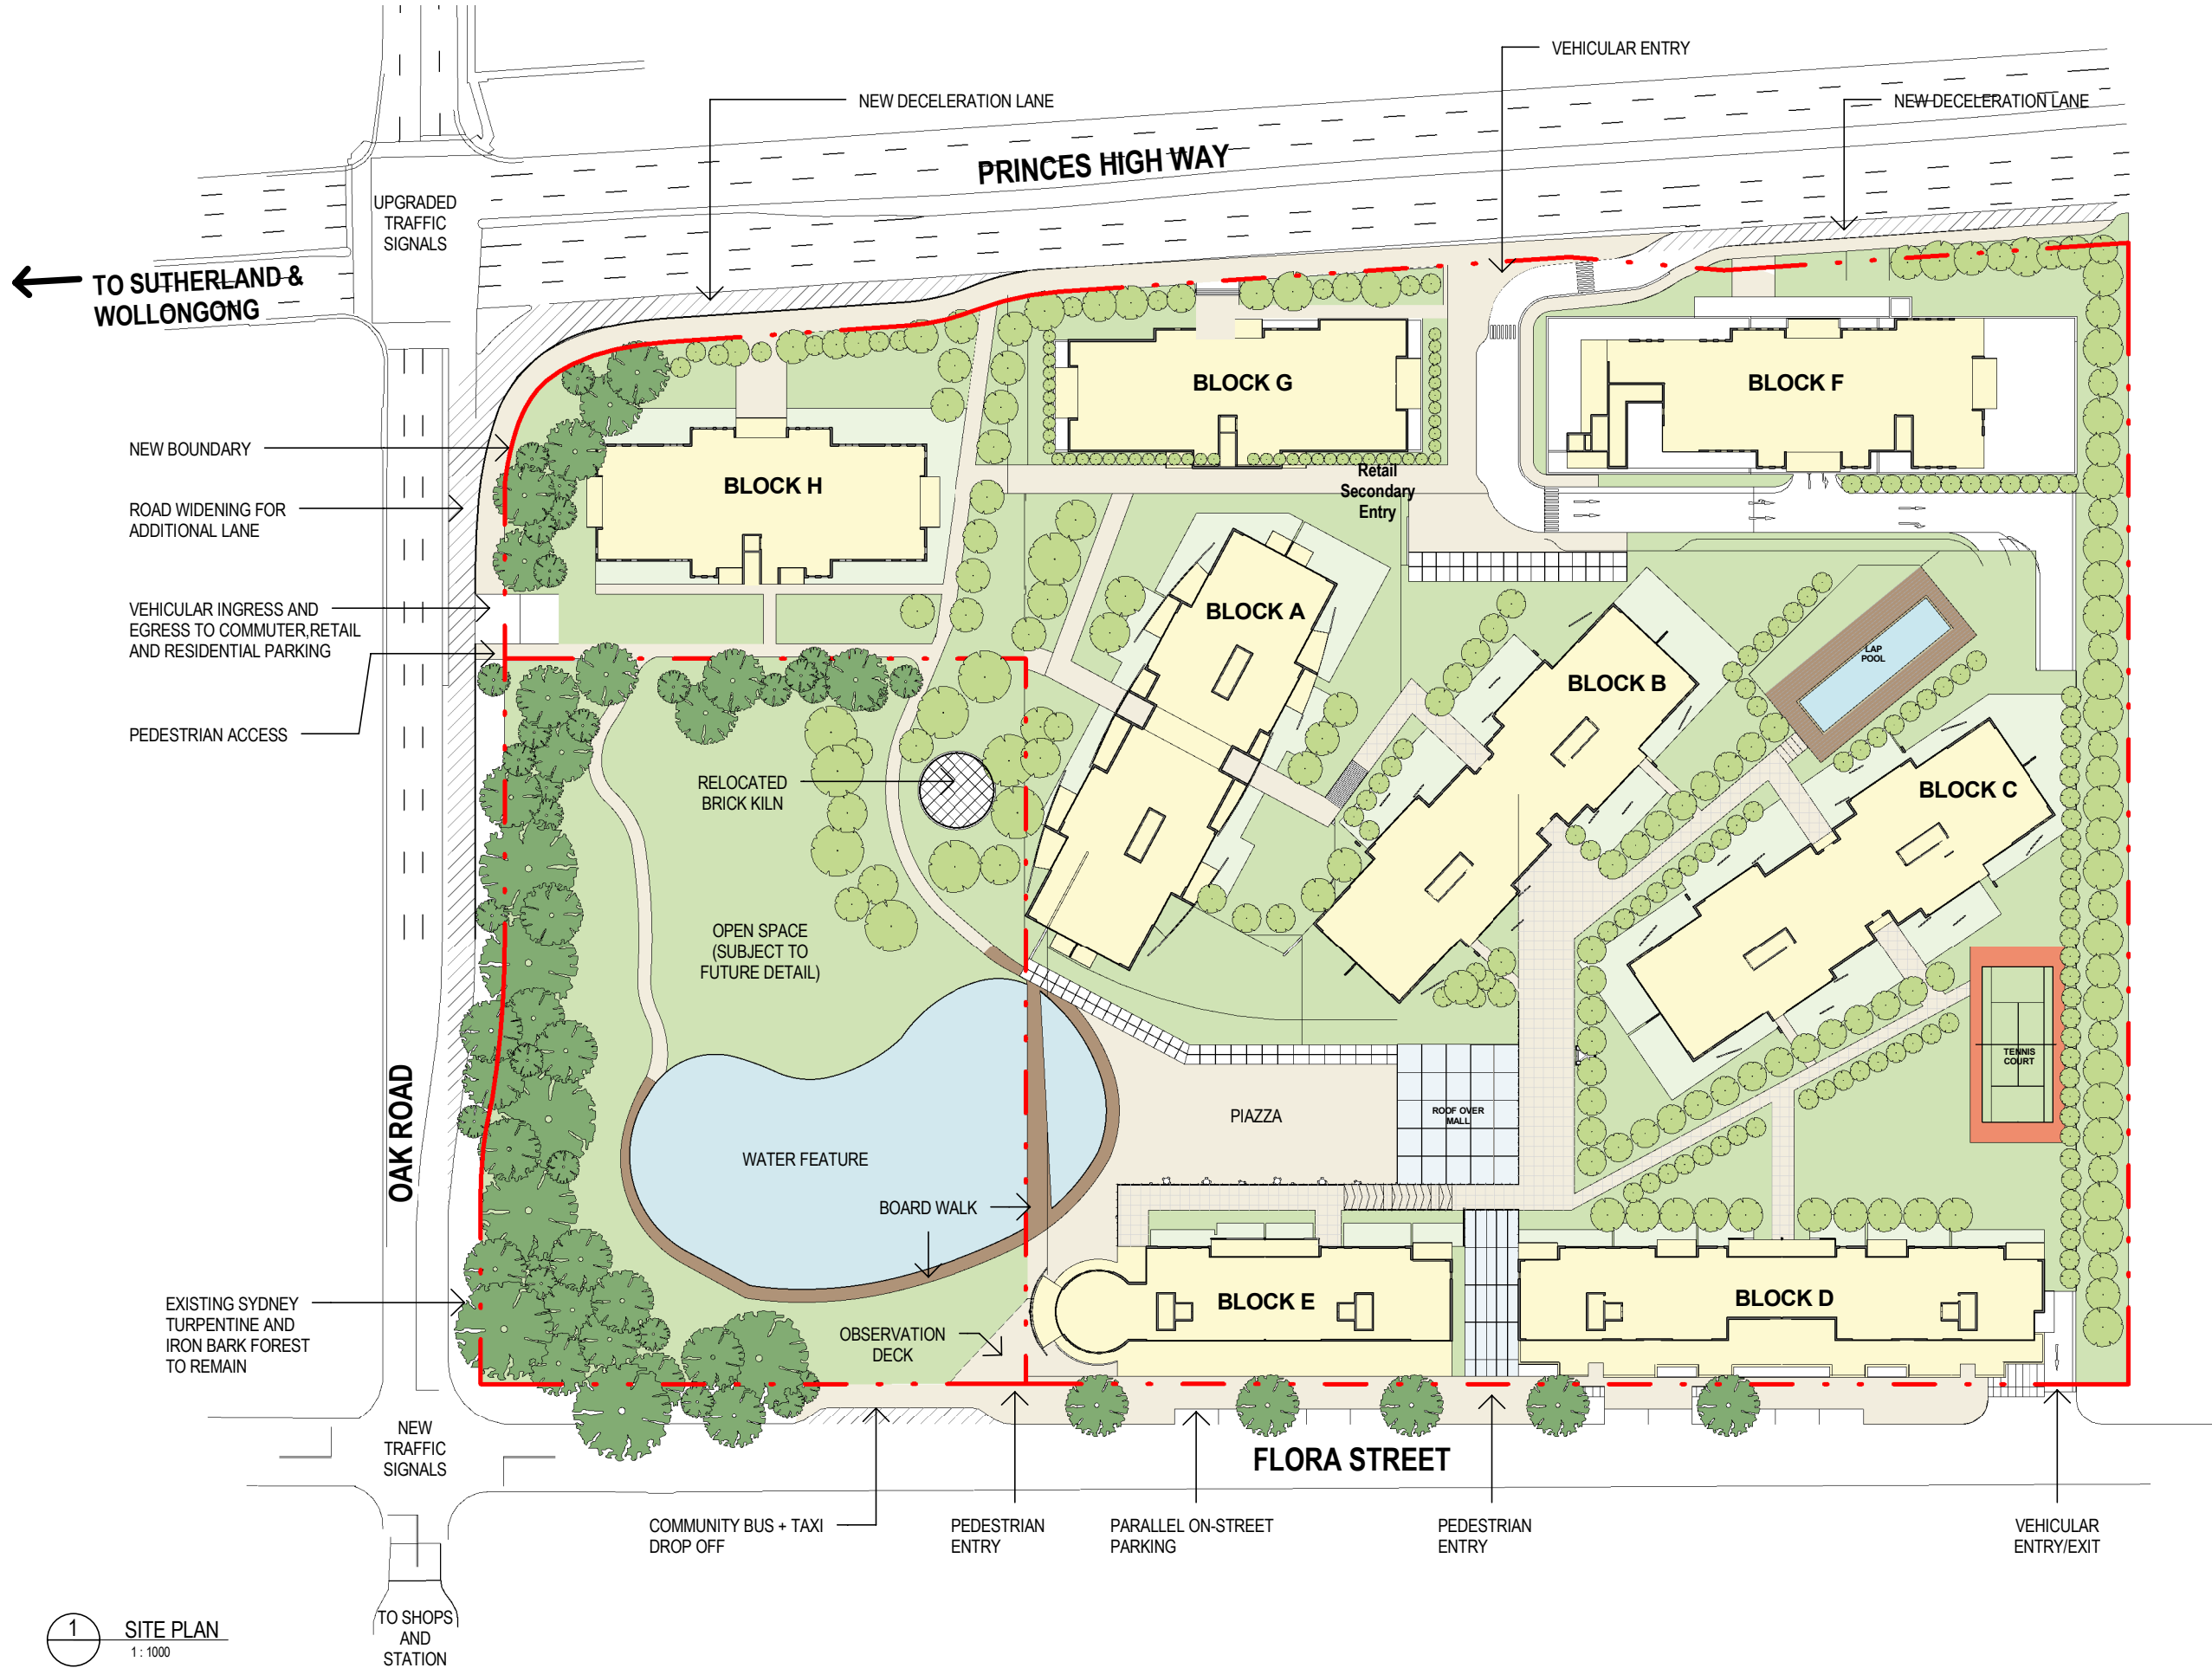 VEHICULAR ENTRY
NEW DECELERATION LANE
NEW DECELERATION LANE
PRINCES HIGH WAY
UPGRADED
TRAFFIC
SIGNALS
TO SUTHERLAND &
WOLLONGONG
BLOCK G
BLOCK F
NEW BOUNDARY
BLOCK H
Retail
Secondary
Entry
ROAD WIDENING FOR
ADDITIONAL LANE
VEHICULAR INGRESS AND
EGRESS TO COMMUTER,RETAIL
AND RESIDENTIAL PARKING
BLOCK A
LAP
POOL
BLOCK B
PEDESTRIAN ACCESS
RELOCATED
BRICK KILN
BLOCK C
OPEN SPACE
(SUBJECT TO
FUTURE DETAIL)
TENNIS
COURT
OAK ROAD
PIAZZA
ROOF OVER
MALL
WATER FEATURE
BOARD WALK
EXISTING SYDNEY
TURPENTINE AND
IRON BARK FOREST
TO REMAIN
BLOCK E
BLOCK D
OBSERVATION
DECK
NEW
TRAFFIC
SIGNALS
FLORA STREET
COMMUNITY BUS + TAXI
DROP OFF
PEDESTRIAN
ENTRY
PARALLEL ON-STREET
PARKING
PEDESTRIAN
ENTRY
VEHICULAR
ENTRY/EXIT
TO SHOPS
AND
STATION
1
SITE PLAN
1 : 1000